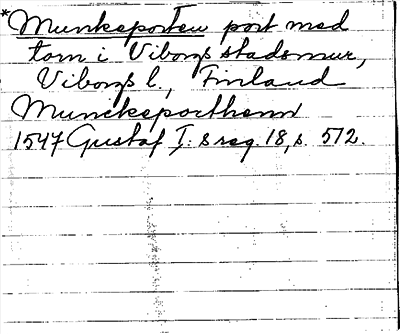 *Munkeporten port med
torn i Viborgs stadsmur,
Viborgs l., Finland
Munckeporthenn
1547 Gustaf I:s reg. 18, s. 572.